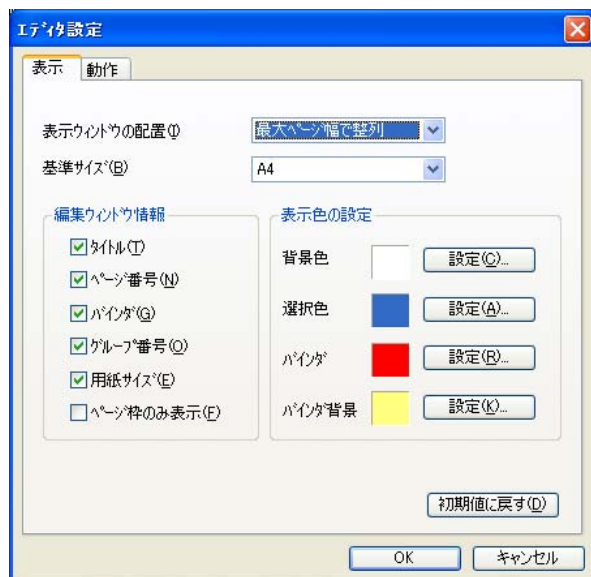 エディタ設定
表示 動作
表示ウィンドウの配置(I) 最大ページ幅で整列
基準サイズ(B) A4
編集ウィンドウ情報
タイトル(T)
ページ番号(N)
バインダ(G)
グループ番号(O)
用紙サイズ(E)
ページ枠のみ表示(F)
表示色の設定
背景色 設定(C)...
選択色 設定(A)...
バインダ 設定(R)...
バインダ背景 設定(K)...
初期値に戻す(D)
OK キャンセル